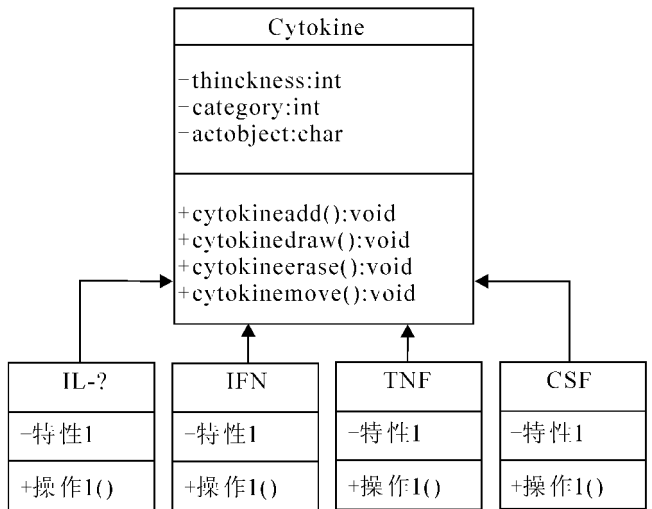 Cytokine
-thinckness:int
-category:int
-actobject:char
+cytokineadd():void
+cytokinedraw():void
+cytokineerase():void
+cytokinemove():void
IL-?
-特性1
+操作1()
IFN
-特性1
+操作1()
TNF
-特性1
+操作1()
CSF
-特性1
+操作1()